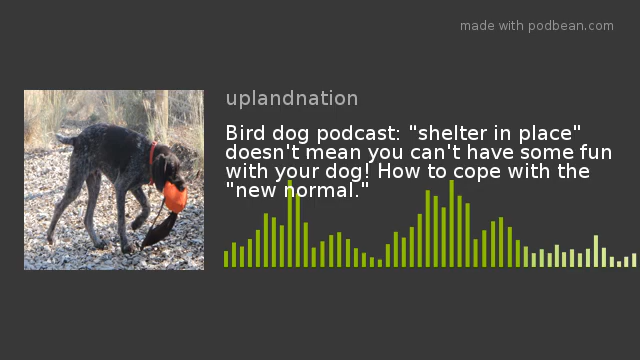 made with podbean.com
uplandnation
Bird dog podcast: "shelter in place"
doesn't mean you can't have some fun
with your dog! How to cope with the
"new normal."